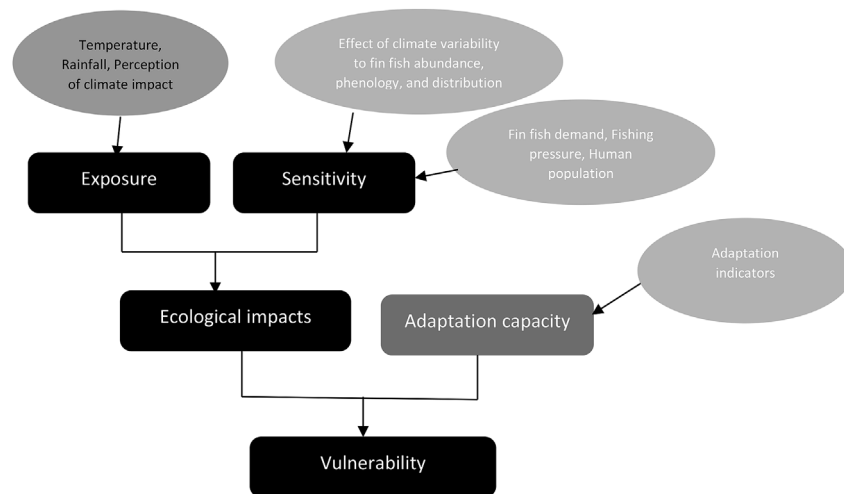 Temperature,
Rainfall, Perception
of climate impact
Effect of climate variability
to fin fish abundance,
phenology, and distribution
Fin fish demand, Fishing
pressure, Human
population
Exposure
Sensitivity
Adaptation
indicators
Ecological impacts
Adaptation capacity
Vulnerability